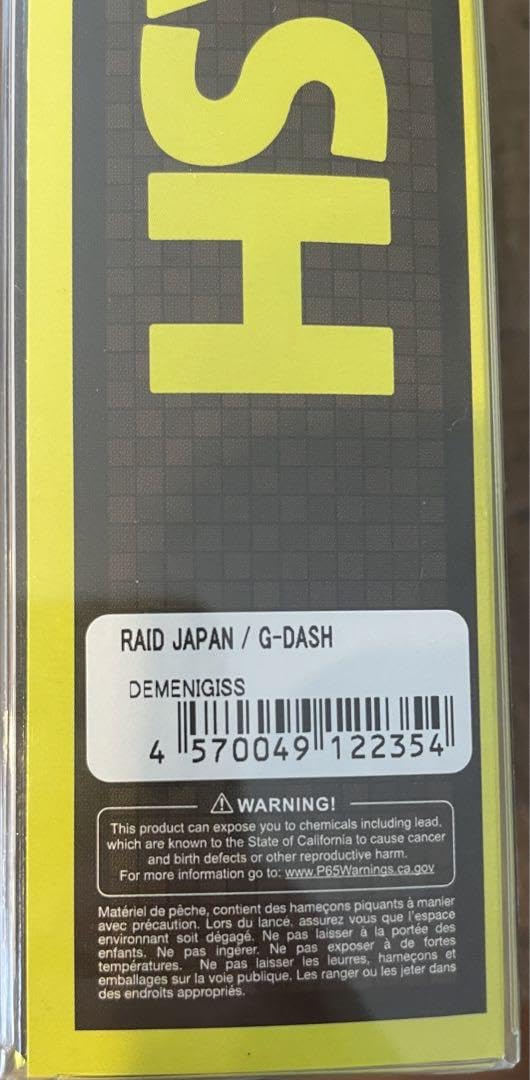 SH
RAID JAPAN / G-DASH
DEMENIGISS
4 570049 122354
WARNING!
This product can expose you to chemicals including lead,
which are known to the State of California to cause cancer
and birth defects or other reproductive harm.
For more information go to: www.P65Warnings.ca.gov
Matériel de pêche, contient des hameçons piquants à manier
avec précaution. Lors du lancé, assurez vous que l'espace
environnant soit dégagé. Ne pas laisser à la portée des
enfants. Ne pas ingérer. Ne pas exposer à de fortes
températures. Ne pas laisser les leurres, hameçons et
emballages sur la voie publique. Les ranger ou les jeter dans
des endroits appropriés.